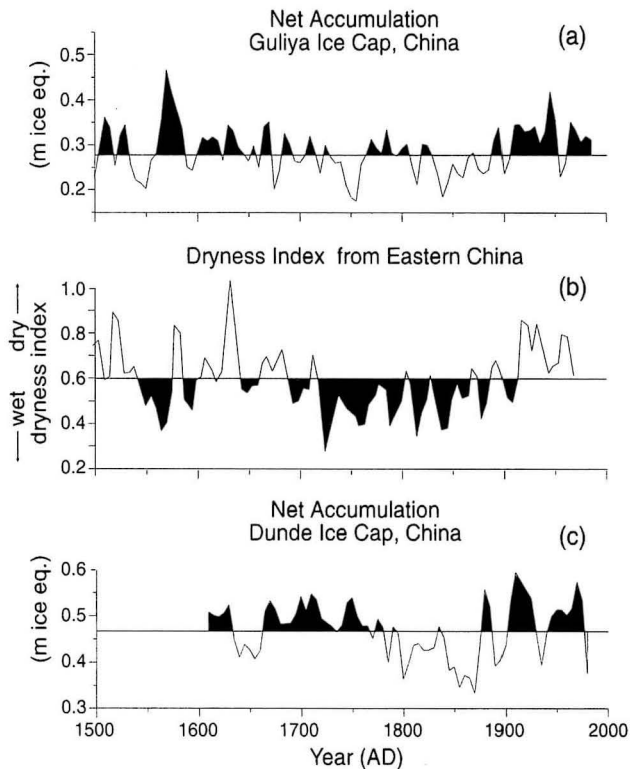 Net Accumulation
Guliya Ice Cap, China
(a)
(m ice eq.)
0.5
0.4
0.3
0.2
Dryness Index from Eastern China
(b)
← wet dry →
dryness index
1.0
0.8
0.6
0.4
0.2
Net Accumulation
Dunde Ice Cap, China
(c)
(m ice eq.)
0.6
0.5
0.4
0.3
1500 1600 1700 1800 1900 2000
Year (AD)